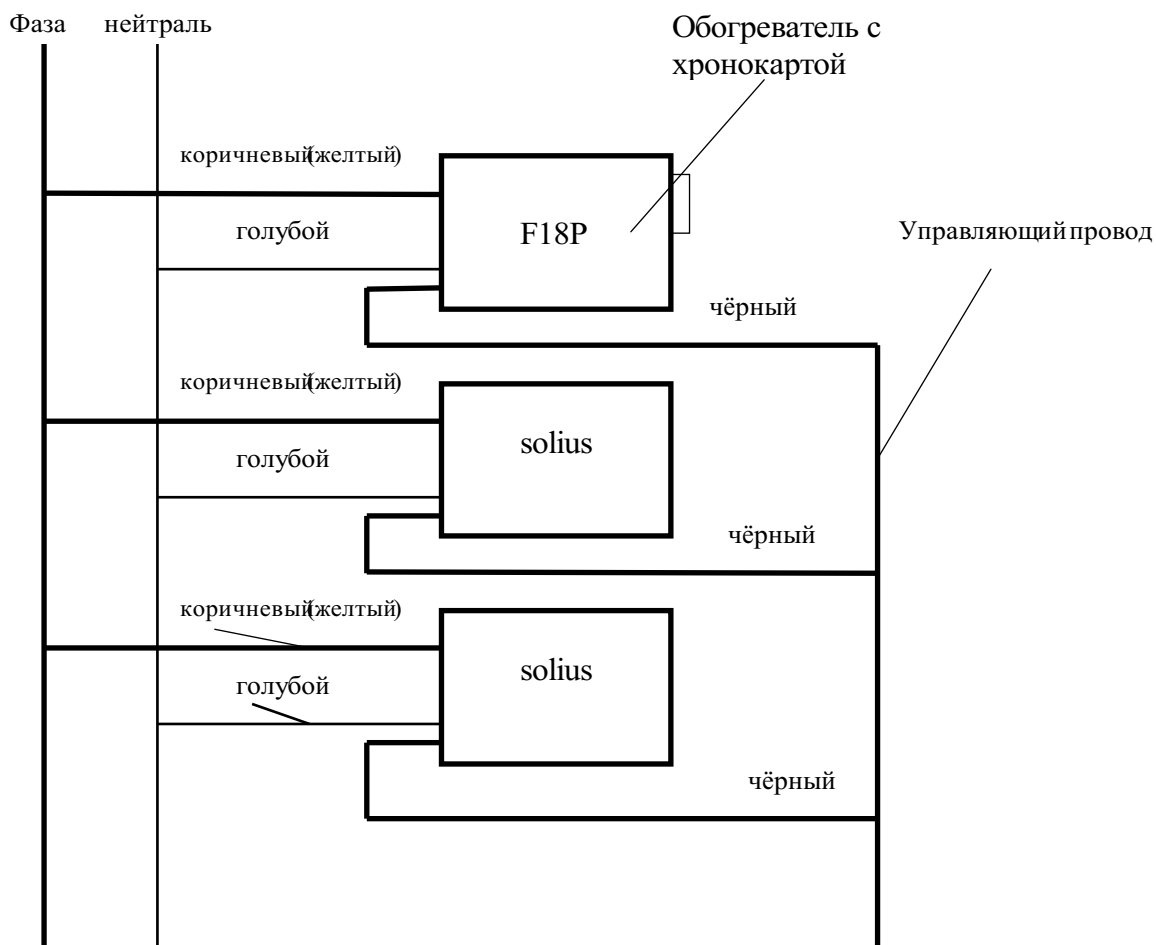 Фаза нейтраль
Обогреватель с
хронокартой
коричневый(желтый)
голубой
F18P
Управляющий провод
чёрный
коричневый(желтый)
голубой
solius
чёрный
коричневый(желтый)
голубой
solius
чёрный